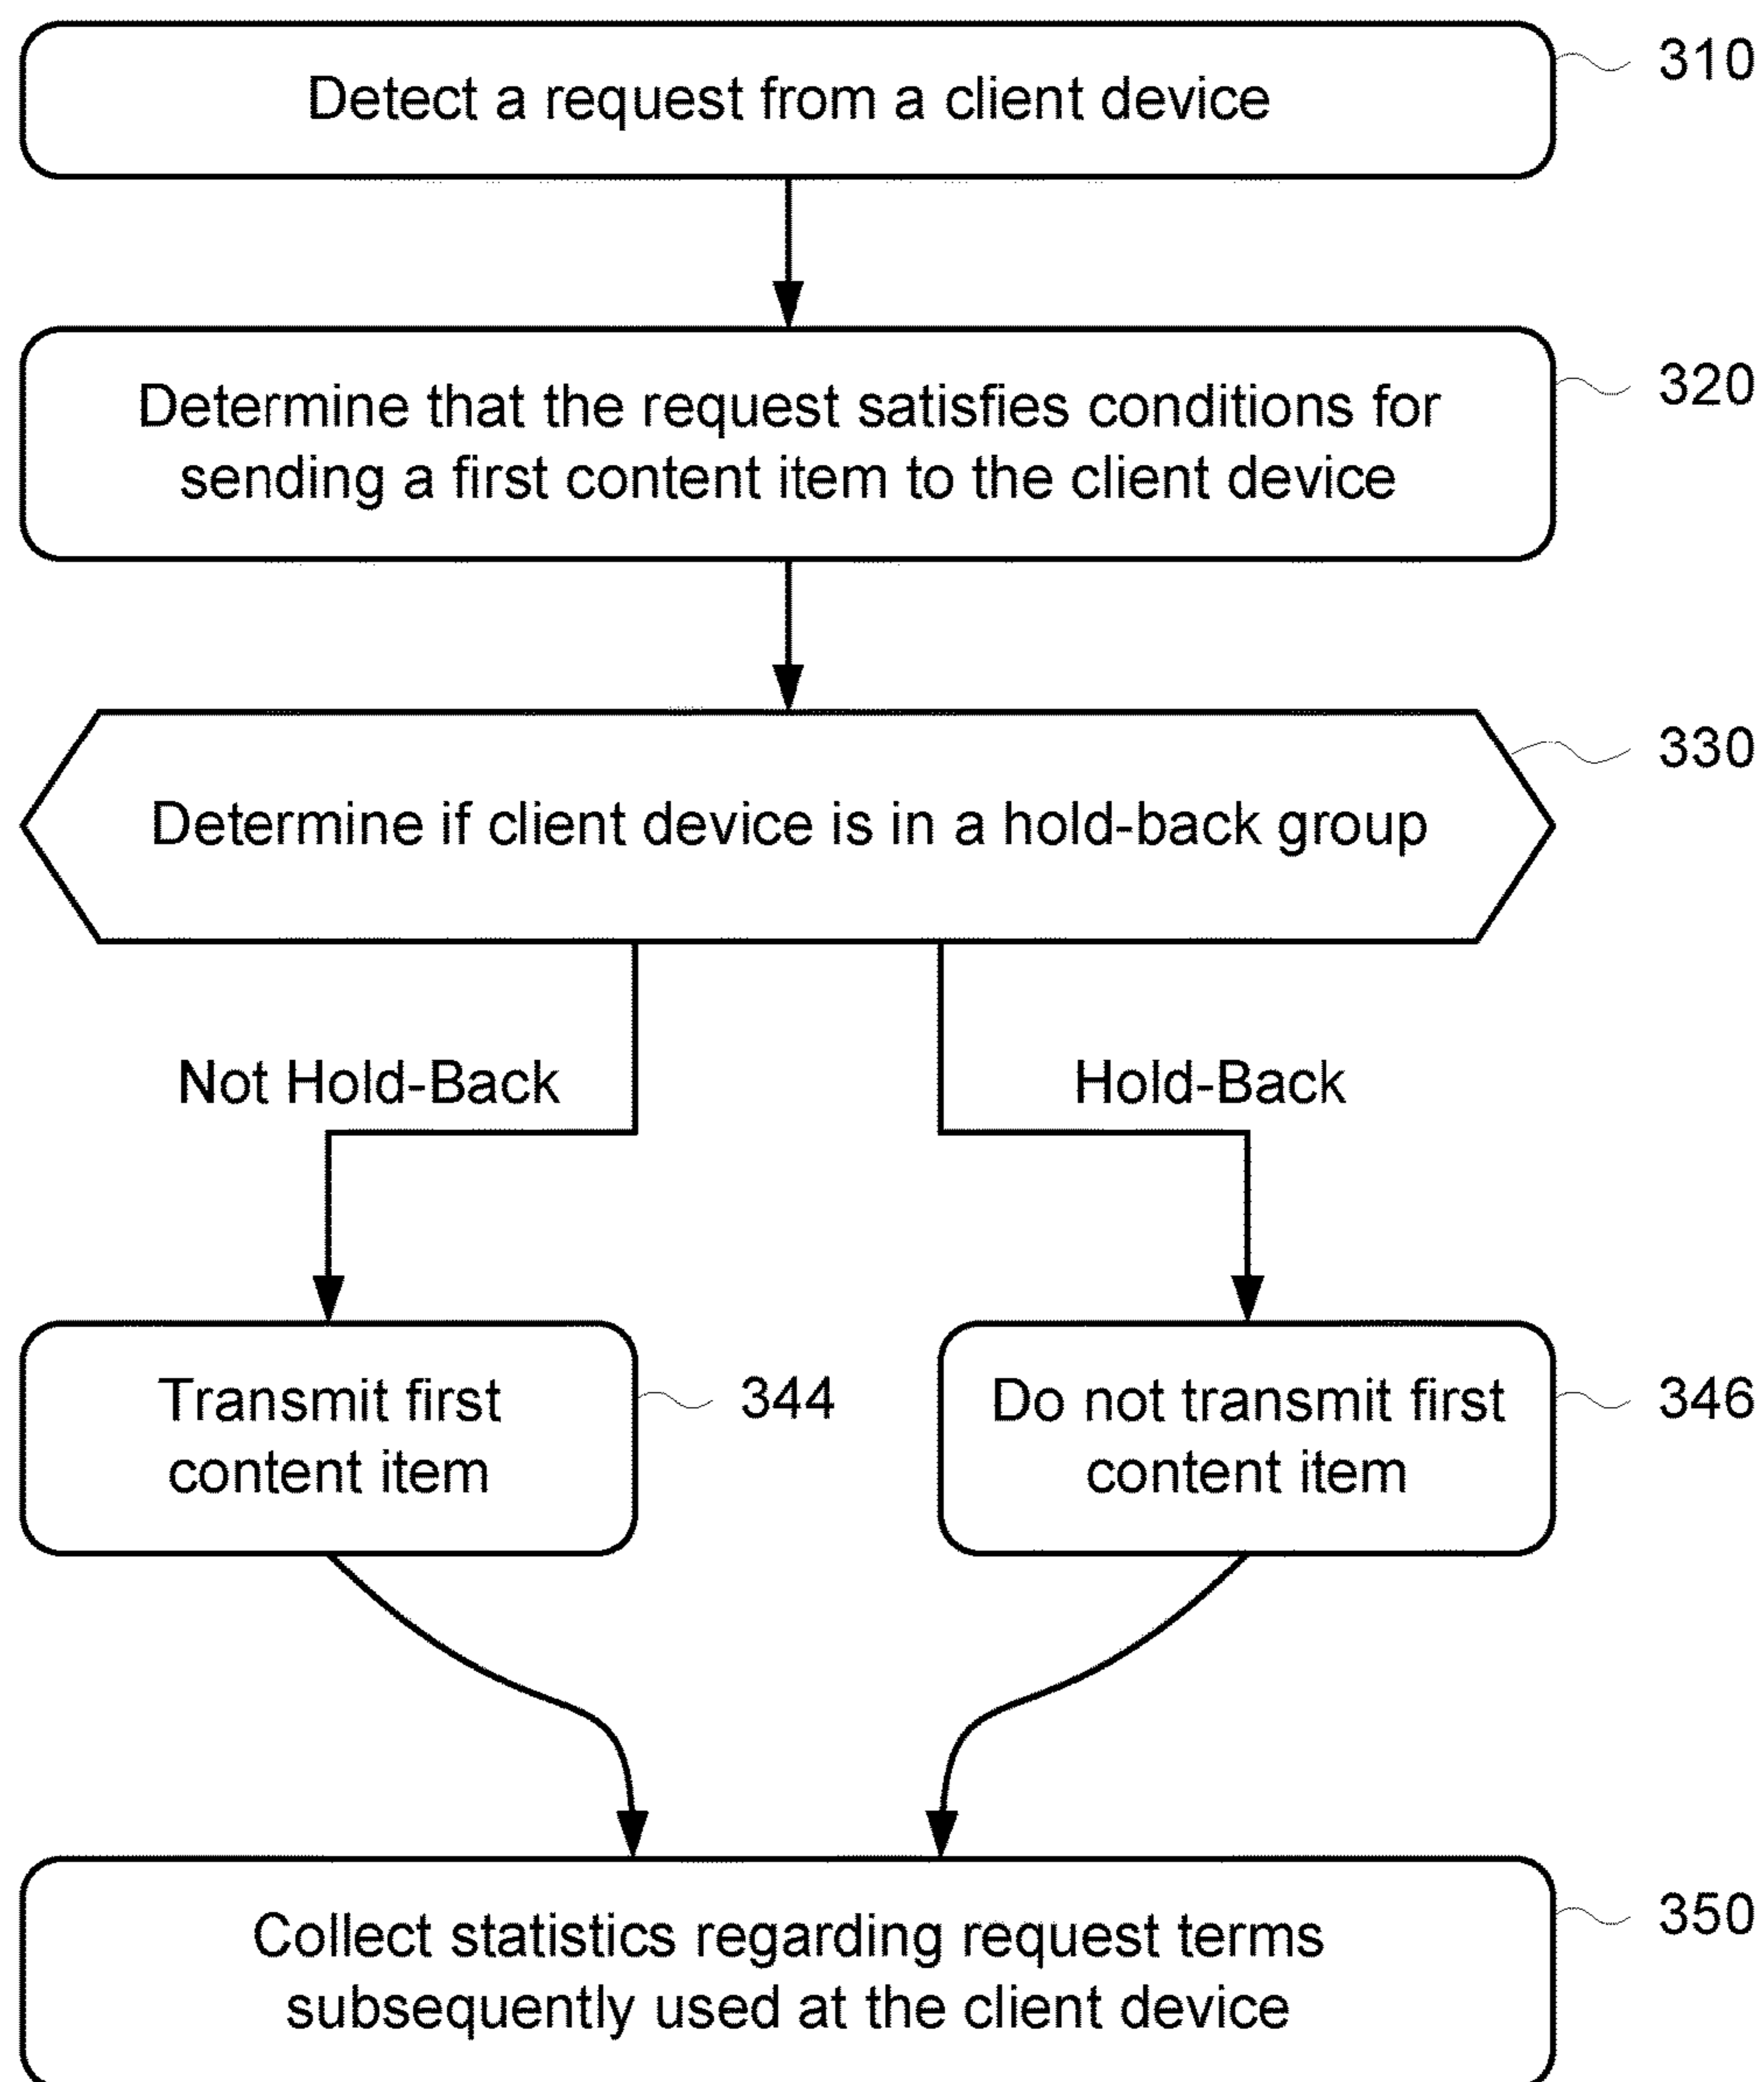 Detect a request from a client device
310
Determine that the request satisfies conditions for
sending a first content item to the client device
320
Determine if client device is in a hold-back group
330
Not Hold-Back
Hold-Back
Transmit first
content item
344
Do not transmit first
content item
346
Collect statistics regarding request terms
subsequently used at the client device
350